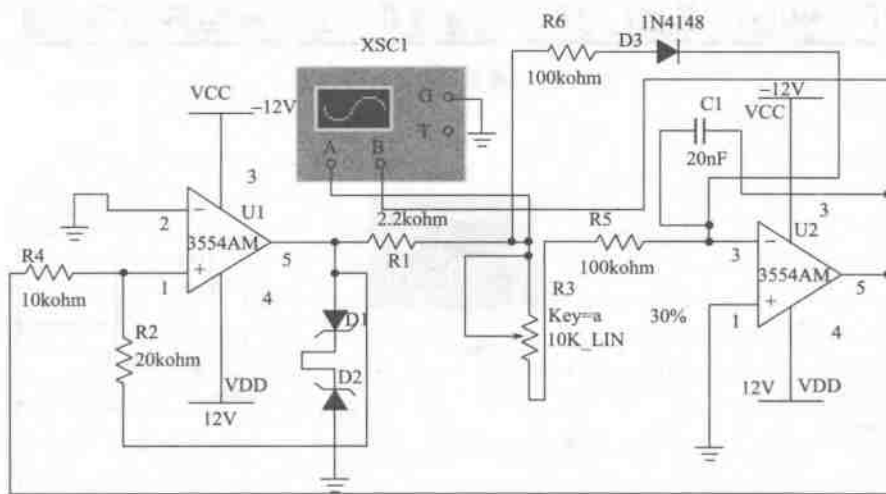 R6
1N4148
XSC1
D3
100kohm
VCC
−12V
G
T
A
B
C1
−12V
VCC
20nF
3
3
2
U1
2.2kohm
R5
U2
R4
3554AM
5
R1
3
3554AM
10kohm
1
100kohm
5
4
R3
R2
D1
Key=a
30%
1
20kohm
10K_LIN
4
D2
VDD
12V
VDD
12V